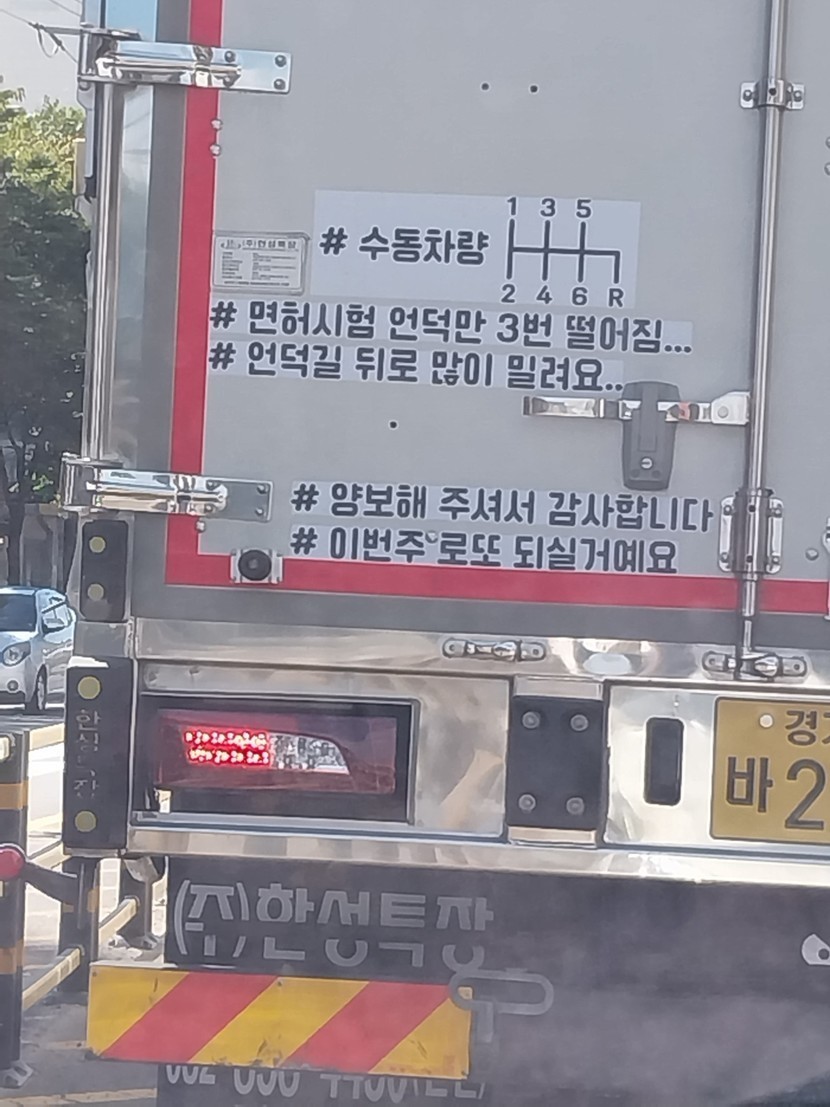 1 3 5
# 수동차량
2 4 6 R
# 면허시험 언덕만 3번 떨어짐...
# 언덕길 뒤로 많이 밀려요..
# 양보해 주셔서 감사합니다
# 이번주 로또 되실거예요
한성특장
바 2
(주)한성특장